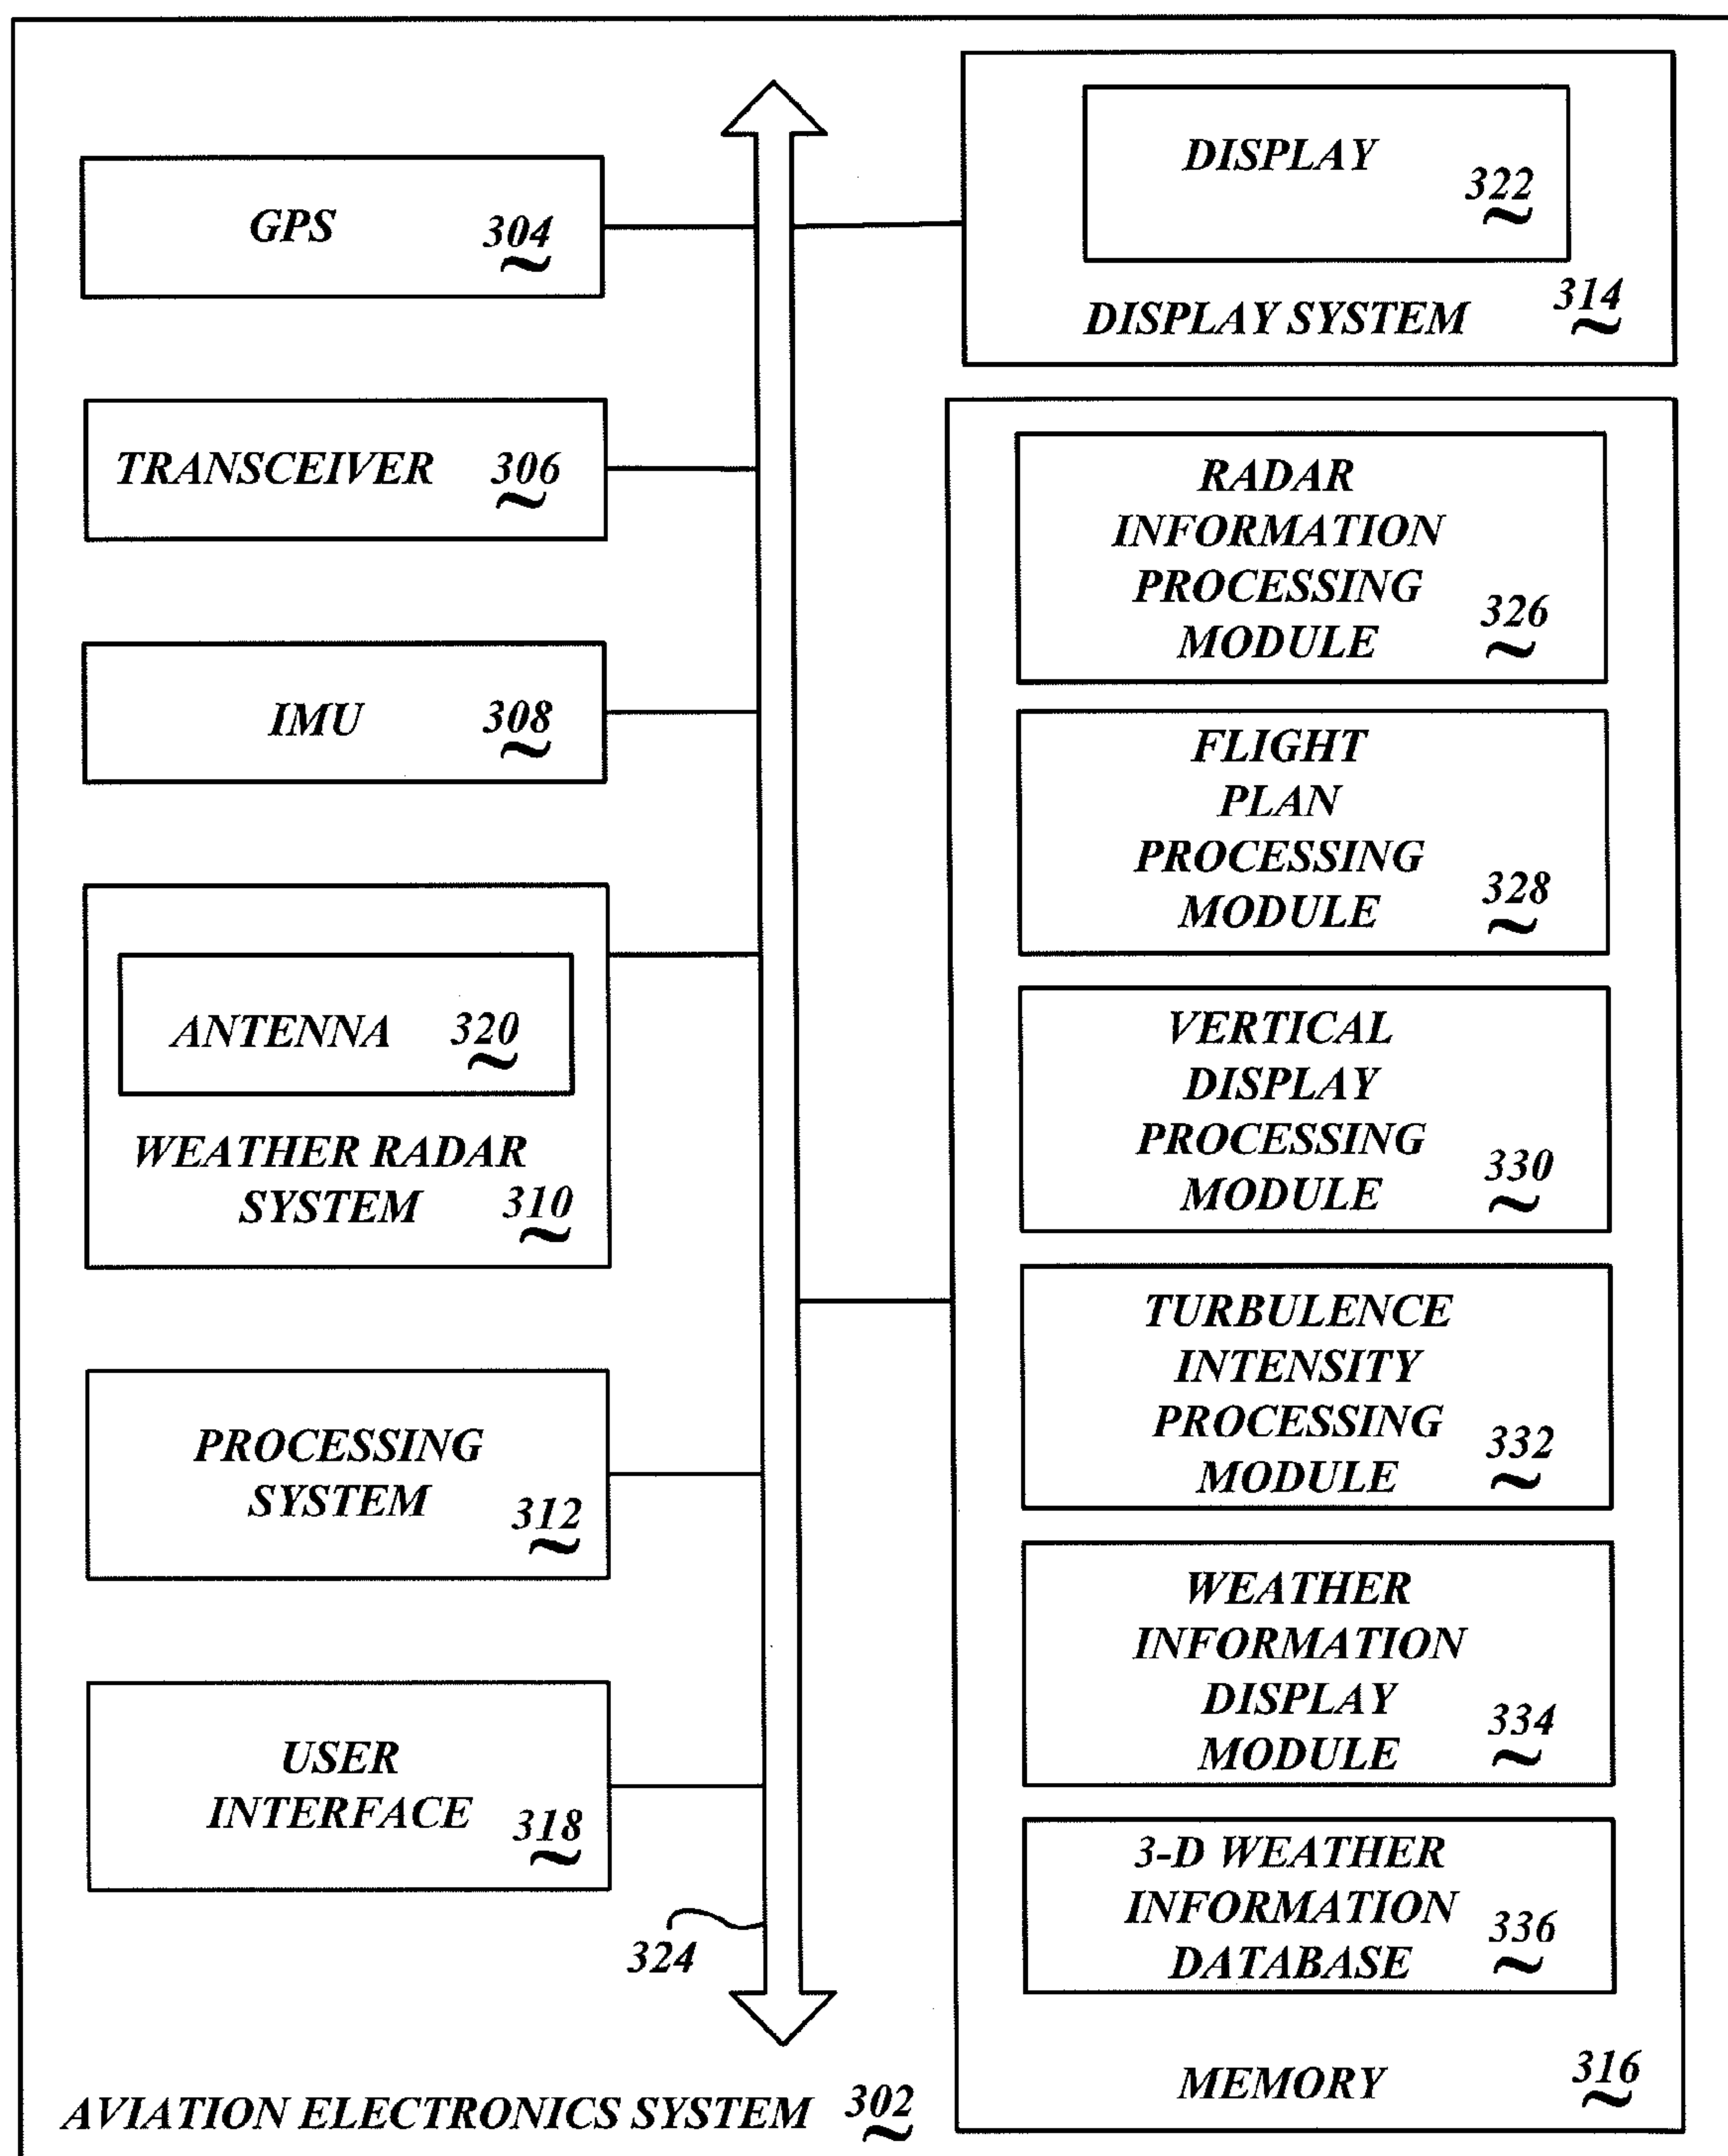 GPS 304
TRANSCEIVER 306
IMU 308
ANTENNA 320
WEATHER RADAR
SYSTEM 310
PROCESSING
SYSTEM 312
USER
INTERFACE 318
324
AVIATION ELECTRONICS SYSTEM 302
DISPLAY
322
DISPLAY SYSTEM 314
RADAR
INFORMATION
PROCESSING
MODULE 326
FLIGHT
PLAN
PROCESSING
MODULE 328
VERTICAL
DISPLAY
PROCESSING
MODULE 330
TURBULENCE
INTENSITY
PROCESSING
MODULE 332
WEATHER
INFORMATION
DISPLAY
MODULE 334
3-D WEATHER
INFORMATION
DATABASE 336
MEMORY 316